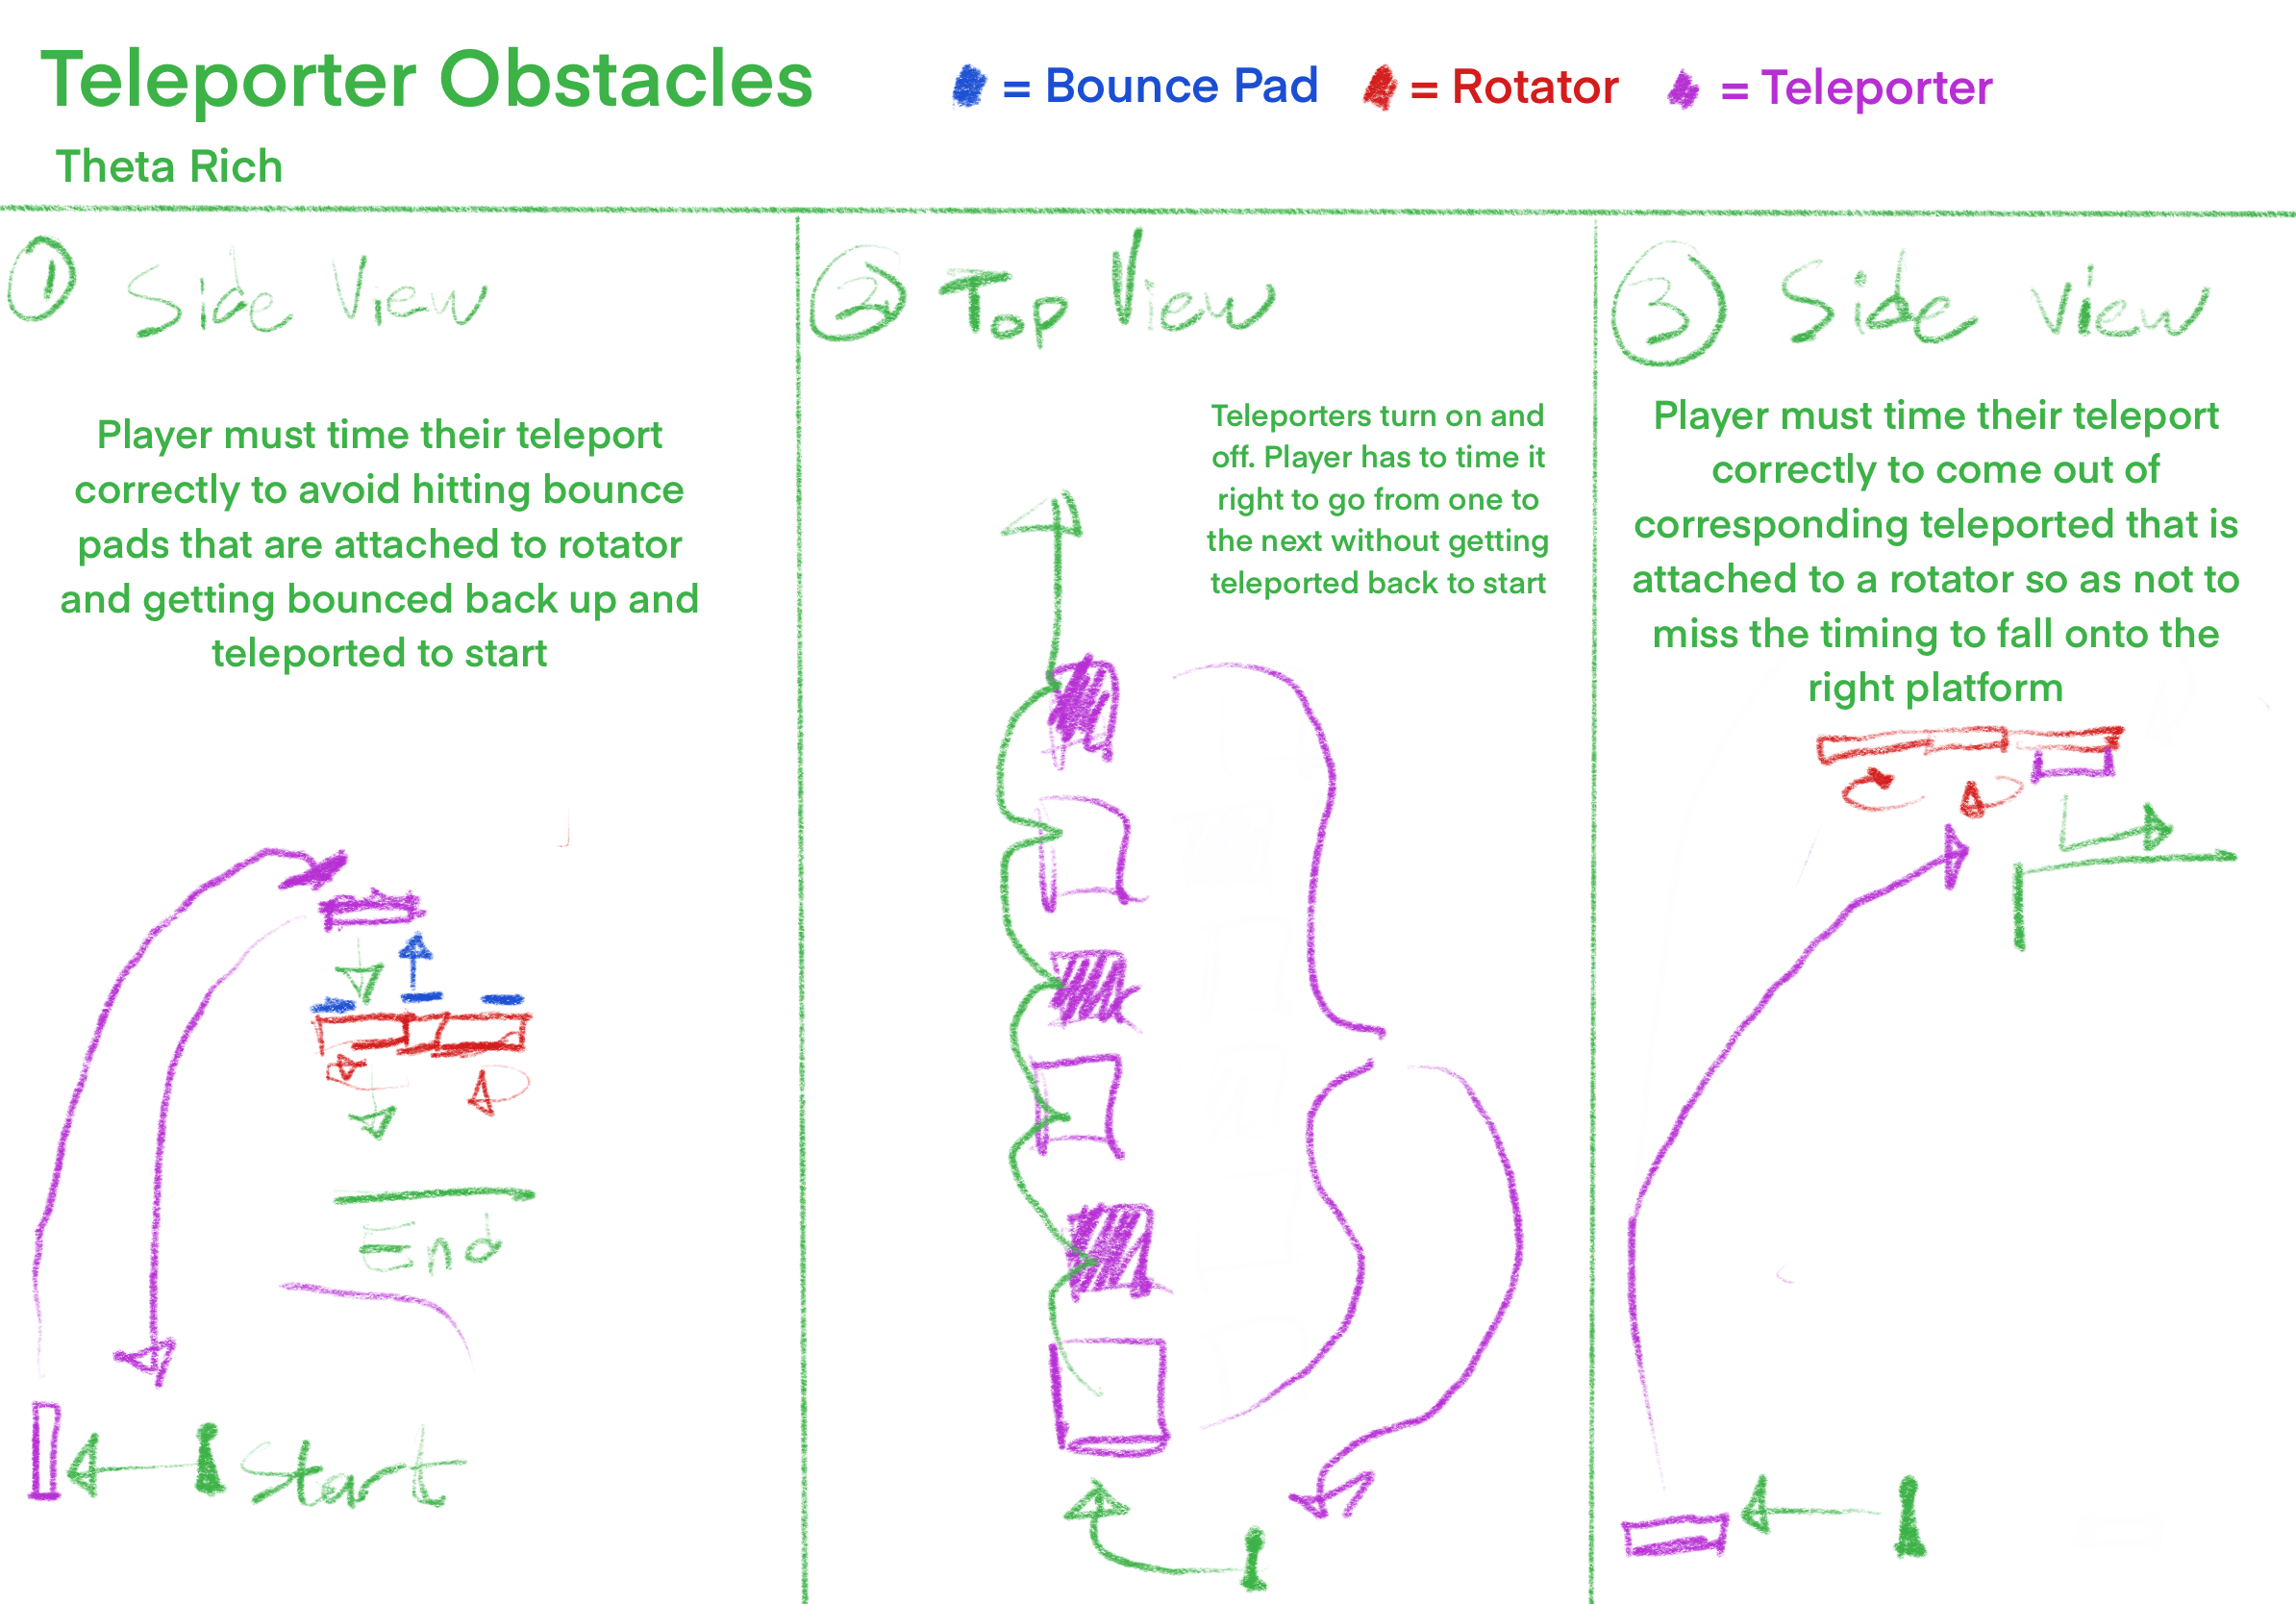 Teleporter Obstacles
= Bounce Pad = Rotator = Teleporter
Theta Rich
1 Side View
Player must time their teleport
correctly to avoid hitting bounce
pads that are attached to rotator
and getting bounced back up and
teleported to start
End
Start
2 Top View
Teleporters turn on and
off. Player has to time it
right to go from one to
the next without getting
teleported back to start
3 Side View
Player must time their teleport
correctly to come out of
corresponding teleported that is
attached to a rotator so as not to
miss the timing to fall onto the
right platform